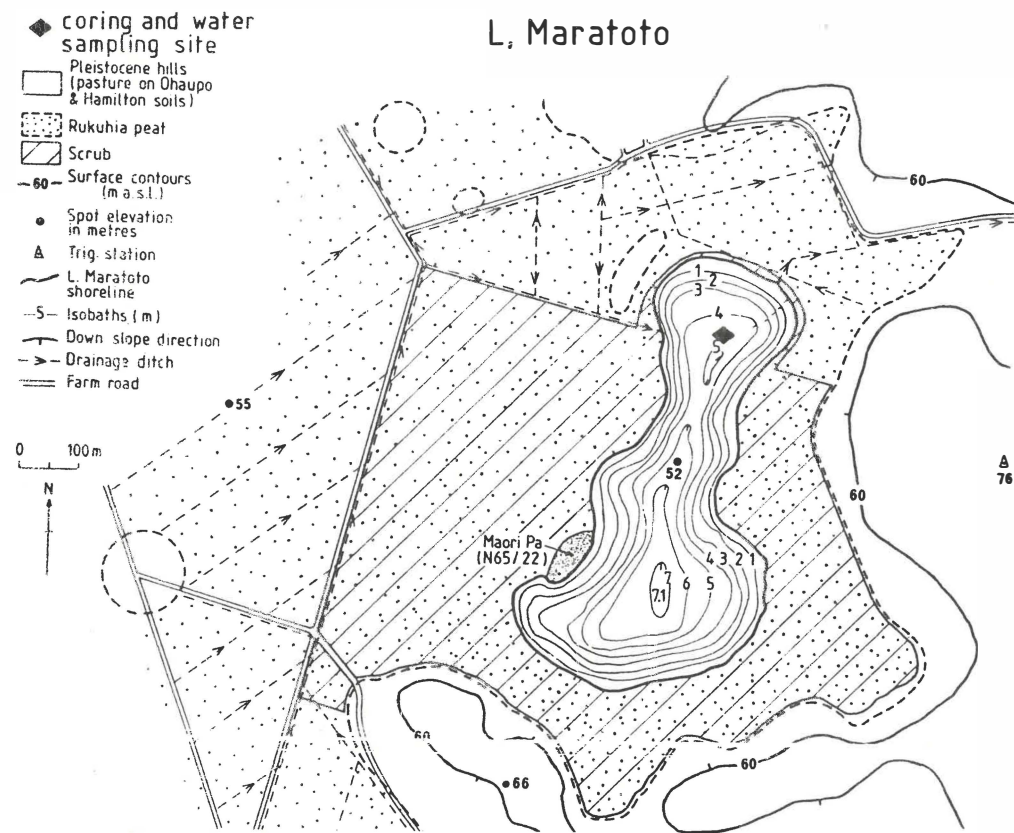 L. Maratoto
coring and water
sampling site
Pleistocene hills
(pasture on Ohaupo
& Hamilton soils)
Rukuhia peat
Scrub
60 Surface contours
(m a.s.l.)
Spot elevation
in metres
Trig. station
L. Maratoto
shoreline
5 Isobaths (m)
Down slope direction
Drainage ditch
Farm road
0 100m
N
60
1 2
3
4
5
55
52
76
60
Maori Pa
(N65/22)
4 3 2 1
7
6 5
7.1
60
60
66